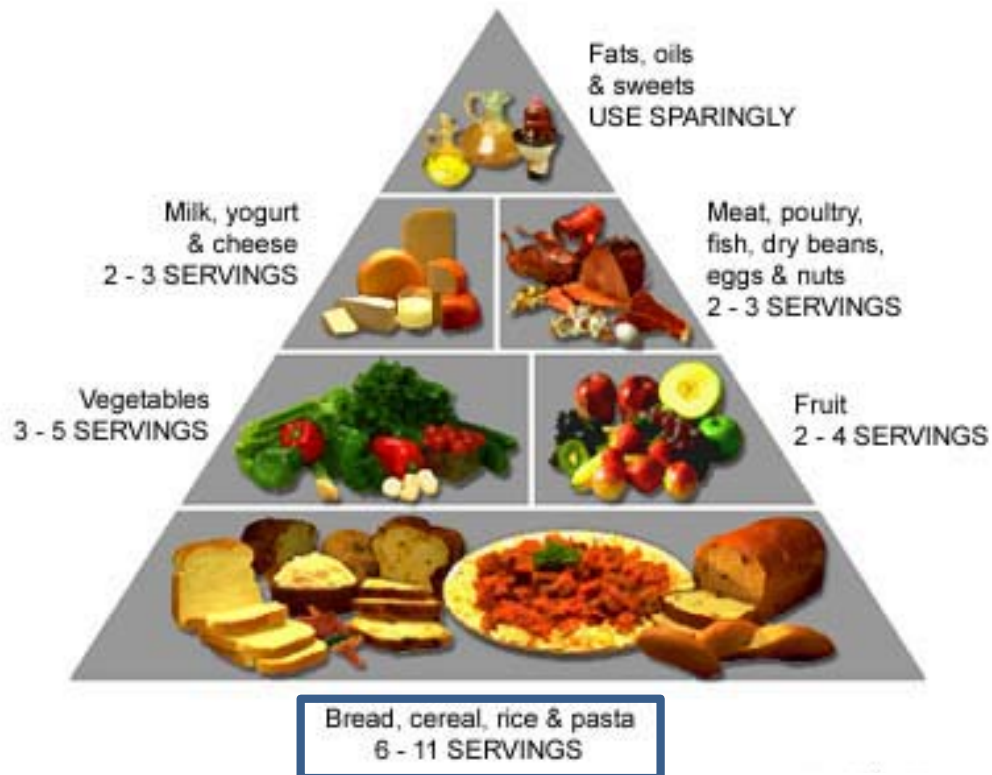 Fats, oils
& sweets
USE SPARINGLY
Milk, yogurt
& cheese
2 - 3 SERVINGS
Meat, poultry,
fish, dry beans,
eggs & nuts
2 - 3 SERVINGS
Vegetables
3 - 5 SERVINGS
Fruit
2 - 4 SERVINGS
Bread, cereal, rice & pasta
6 - 11 SERVINGS